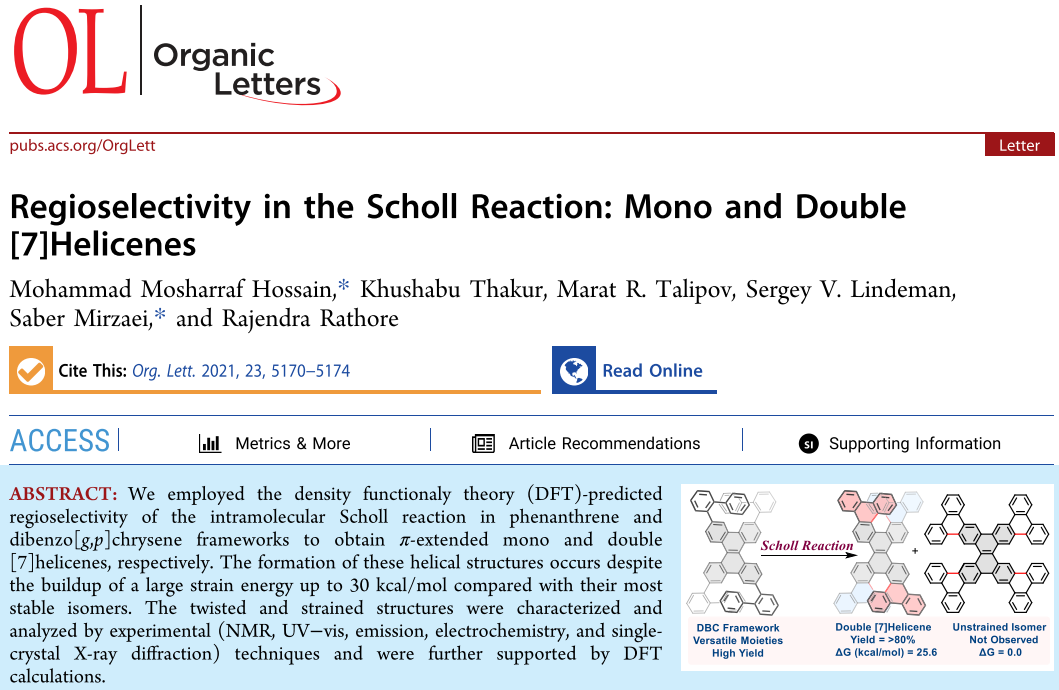 OL
Organic
Letters
pubs.acs.org/OrgLett
Letter
Regioselectivity in the Scholl Reaction: Mono and Double
[7]Helicenes
Mohammad Mosharraf Hossain,* Khushabu Thakur, Marat R. Talipov, Sergey V. Lindeman,
Saber Mirzaei,* and Rajendra Rathore
Cite This: Org. Lett. 2021, 23, 5170−5174
Read Online
ACCESS
Metrics & More
Article Recommendations
SI
Supporting Information
ABSTRACT: We employed the density functionaly theory (DFT)-predicted
regioselectivity of the intramolecular Scholl reaction in phenanthrene and
dibenzo[g,p]chrysene frameworks to obtain π-extended mono and double
[7]helicenes, respectively. The formation of these helical structures occurs despite
the buildup of a large strain energy up to 30 kcal/mol compared with their most
stable isomers. The twisted and strained structures were characterized and
analyzed by experimental (NMR, UV−vis, emission, electrochemistry, and single-
crystal X-ray diffraction) techniques and were further supported by DFT
calculations.
Scholl Reaction
+
DBC Framework
Versatile Moieties
High Yield
Double [7]Helicene
Yield = >80%
ΔG (kcal/mol) = 25.6
Unstrained Isomer
Not Observed
ΔG = 0.0